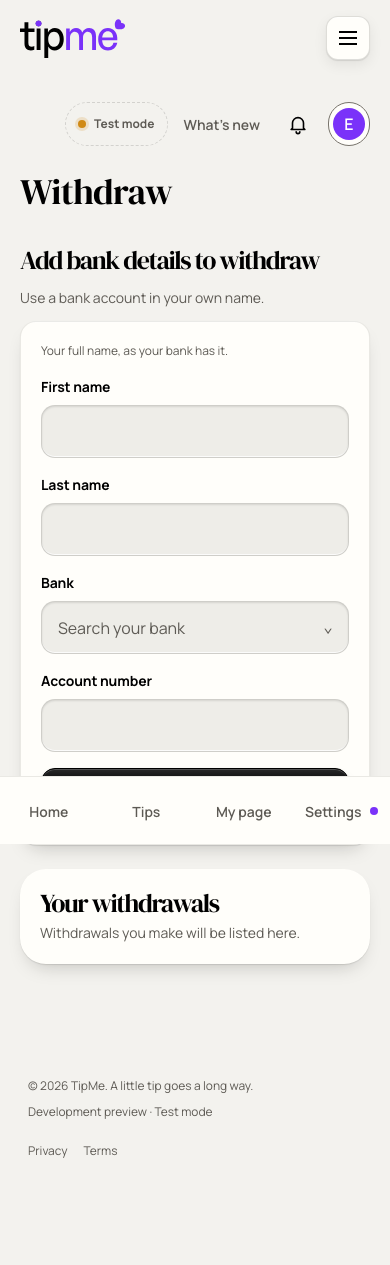 tipme
Test mode
What's new
E
Withdraw
Add bank details to withdraw
Use a bank account in your own name.
Your full name, as your bank has it.
First name
Last name
Bank
Search your bank
Account number
Home
Tips
My page
Settings
Your withdrawals
Withdrawals you make will be listed here.
© 2026 TipMe. A little tip goes a long way.
Development preview · Test mode
Privacy Terms